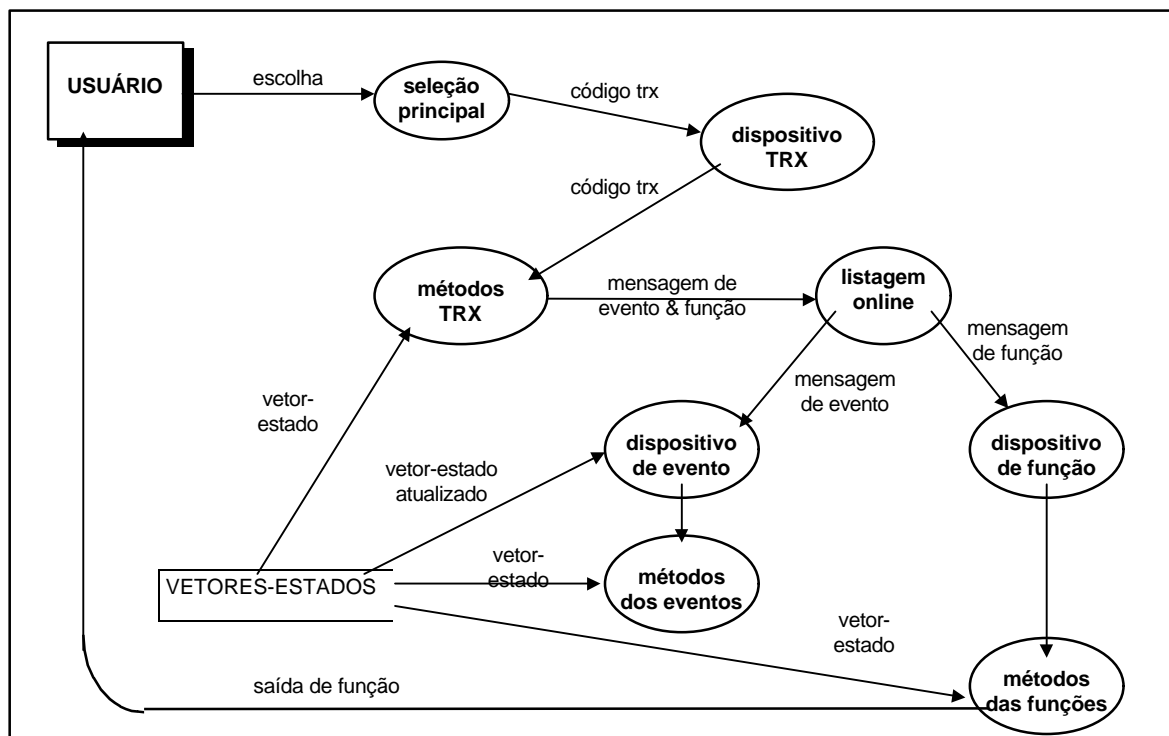 USUÁRIO
escolha
seleção
principal
código trx
dispositivo
TRX
código trx
métodos
TRX
mensagem de
evento & função
listagem
online
mensagem
de função
mensagem
de evento
vetor-
estado
dispositivo
de evento
dispositivo
de função
vetor-estado
atualizado
VETORES-ESTADOS
vetor-
estado
métodos
dos eventos
vetor-
estado
métodos
das funções
saída de função